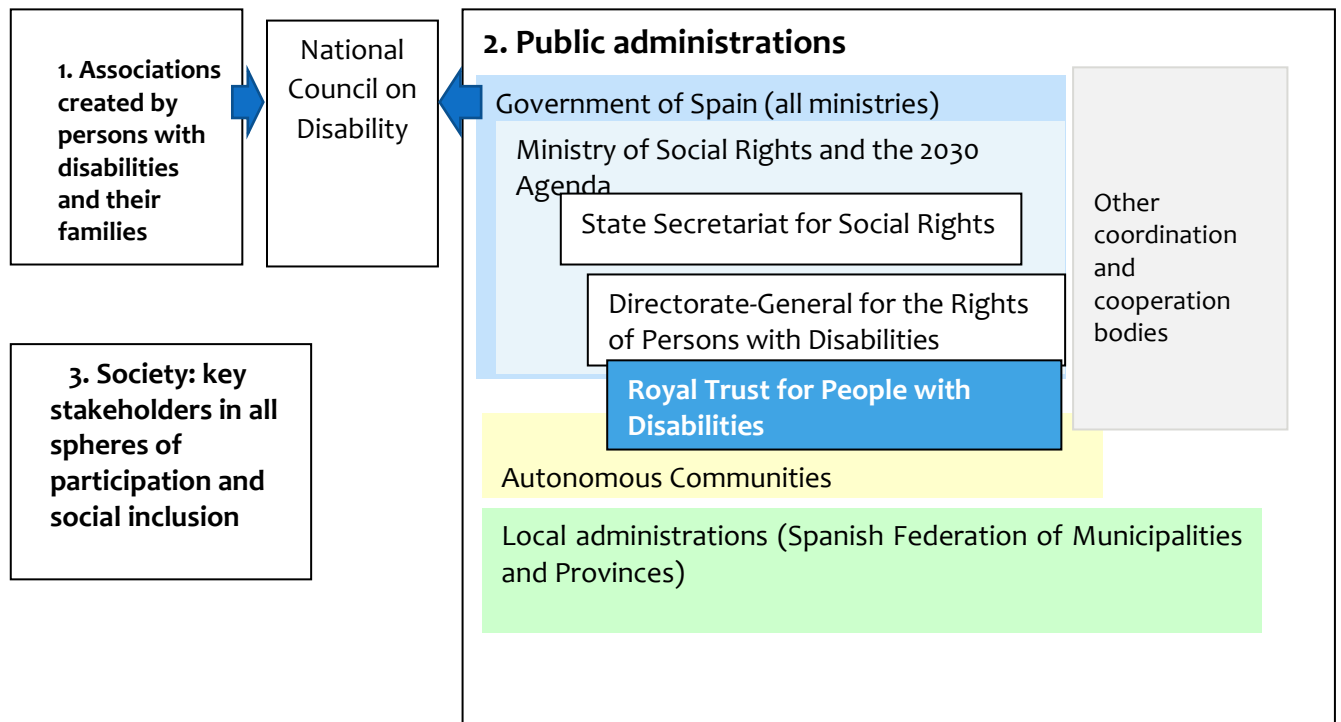 1. Associations
created by
persons with
disabilities
and their
families
National
Council on
Disability
2. Public administrations
Government of Spain (all ministries)
Ministry of Social Rights and the 2030
Agenda
State Secretariat for Social Rights
Directorate-General for the Rights
of Persons with Disabilities
Royal Trust for People with
Disabilities
Autonomous Communities
Local administrations (Spanish Federation of Municipalities
and Provinces)
Other
coordination
and
cooperation
bodies
3. Society: key
stakeholders in all
spheres of
participation and
social inclusion